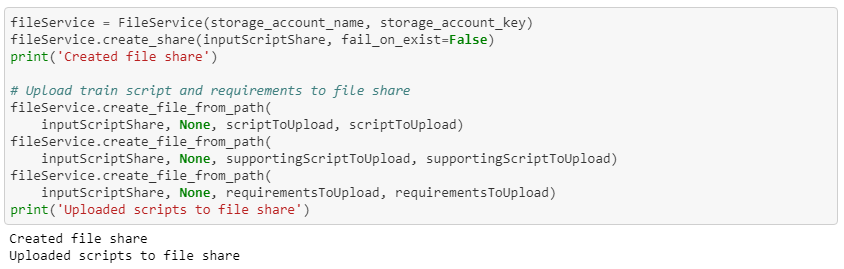 fileService = FileService(storage_account_name, storage_account_key)
fileService.create_share(inputScriptShare, fail_on_exist=False)
print('Created file share')

# Upload train script and requirements to file share
fileService.create_file_from_path(
    inputScriptShare, None, scriptToUpload, scriptToUpload)
fileService.create_file_from_path(
    inputScriptShare, None, supportingScriptToUpload, supportingScriptToUpload)
fileService.create_file_from_path(
    inputScriptShare, None, requirementsToUpload, requirementsToUpload)
print('Uploaded scripts to file share')
Created file share
Uploaded scripts to file share